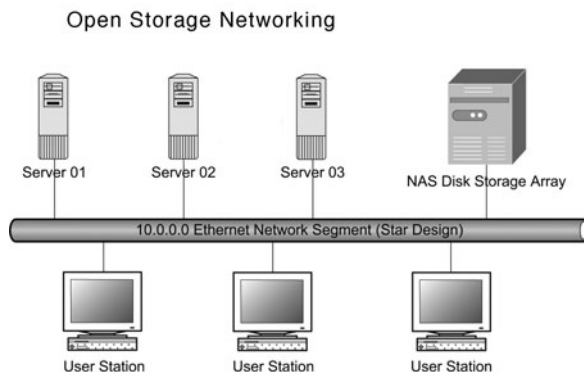 Open Storage Networking
Server 01
Server 02
Server 03
NAS Disk Storage Array
10.0.0.0 Ethernet Network Segment (Star Design)
User Station
User Station
User Station